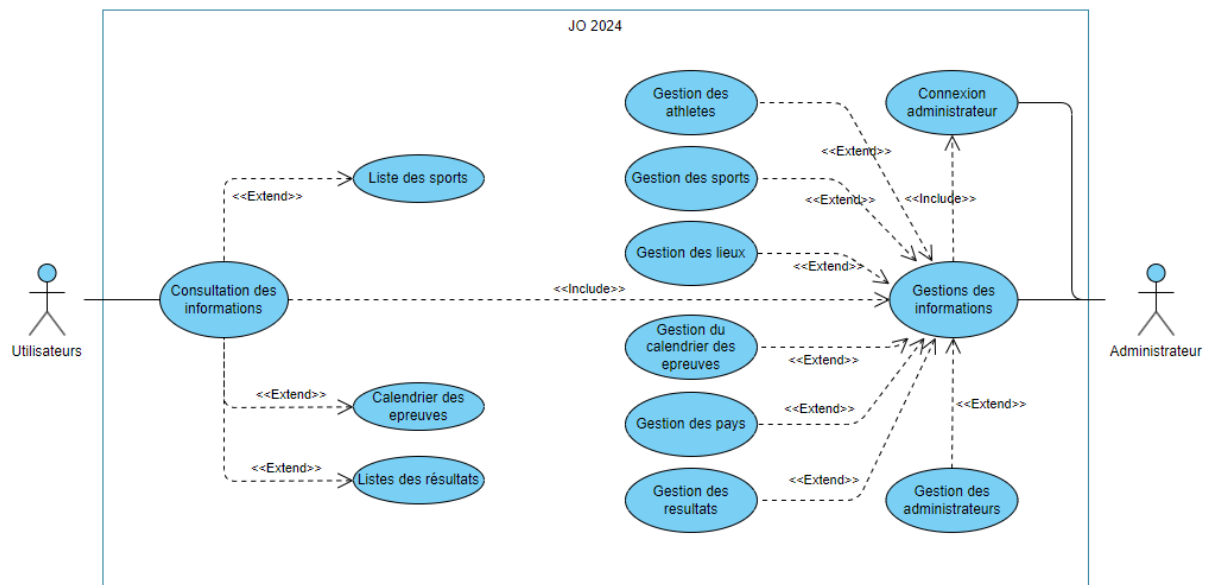 JO 2024
Gestion des
athletes
Connexion
administrateur
<<Extend>>
Liste des sports
Gestion des sports
<<Extend>>
<<Extend>>
<<Include>>
Gestion des lieux
<<Extend>>
Consultation des
informations
<<Include>>
Gestions des
informations
Utilisateurs
Administrateur
Gestion du
calendrier des
epreuves
<<Extend>>
Calendrier des
epreuves
<<Extend>>
Gestion des pays
<<Extend>>
<<Extend>>
Listes des résultats
<<Extend>>
Gestion des
resultats
<<Extend>>
Gestion des
administrateurs